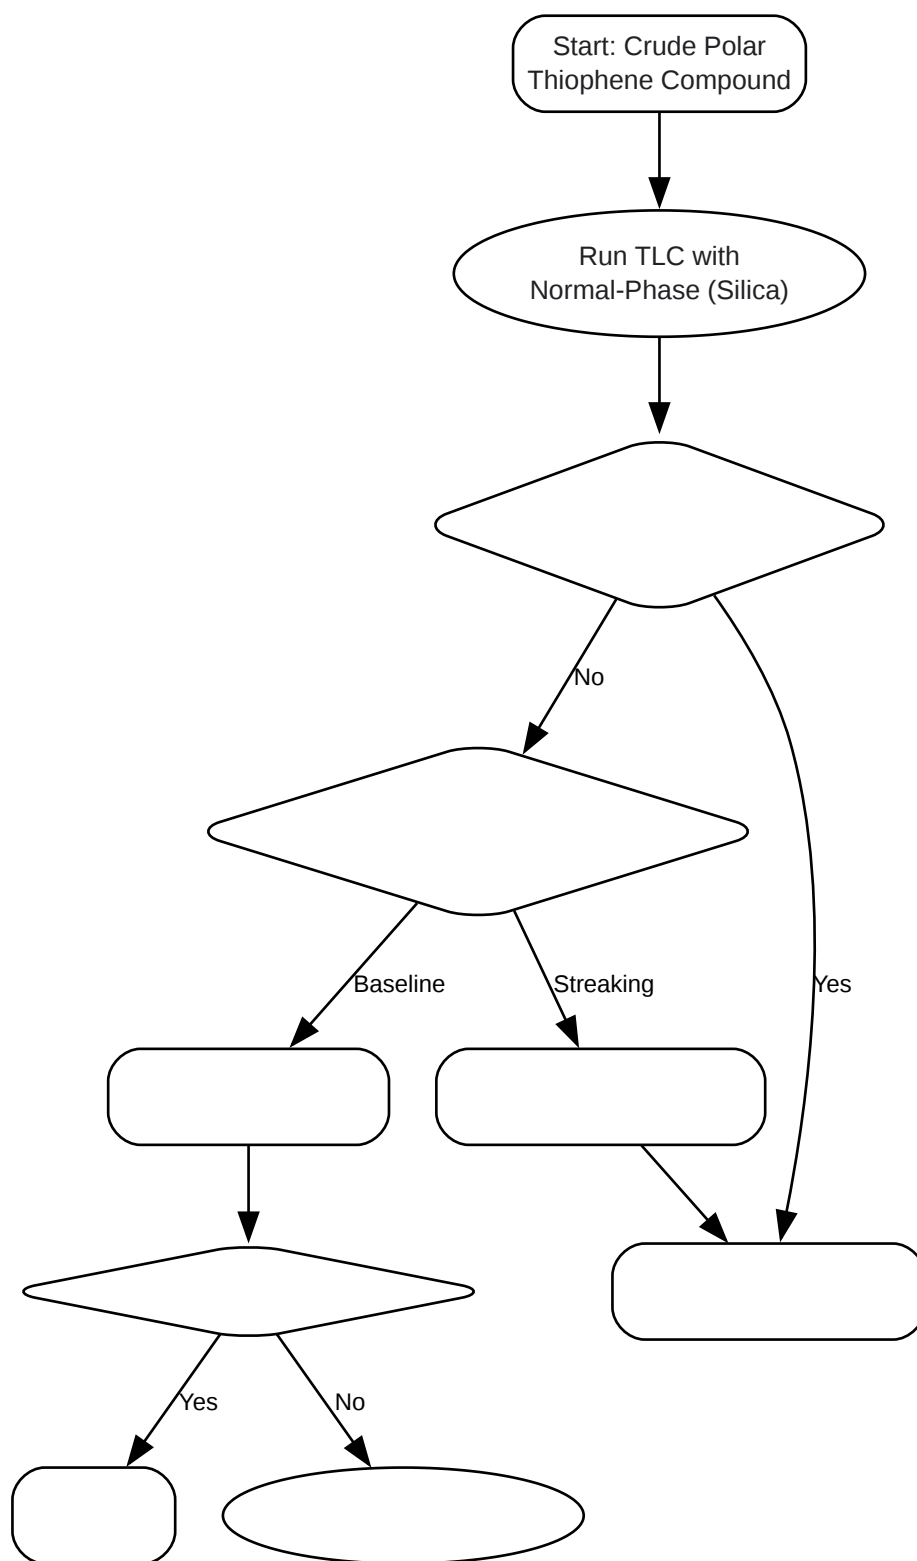 Start: Crude Polar
Thiophene Compound
Run TLC with
Normal-Phase (Silica)
No
Baseline
Streaking
Yes
Yes
No